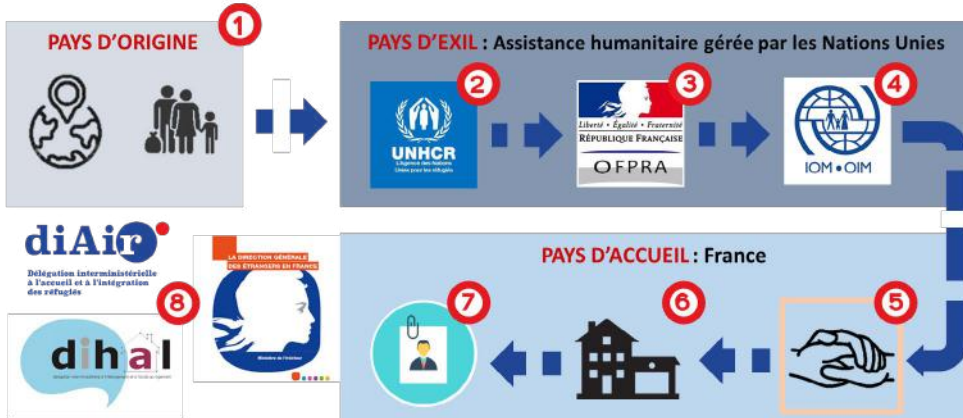 PAYS D'ORIGINE
1
PAYS D'EXIL : Assistance humanitaire gérée par les Nations Unies
2
UNHCR
L'Agence des Nations
Unies pour les réfugiés
3
Liberté • Égalité • Fraternité
RÉPUBLIQUE FRANÇAISE
OFPRA
4
IOM • OIM
PAYS D'ACCUEIL : France
7
6
5
diAir
Délégation interministérielle
à l'accueil et à l'intégration
des réfugiés
8
LA DIRECTION GÉNÉRALE
DES ÉTRANGERS EN FRANCE
Ministère de l'Intérieur
dihal